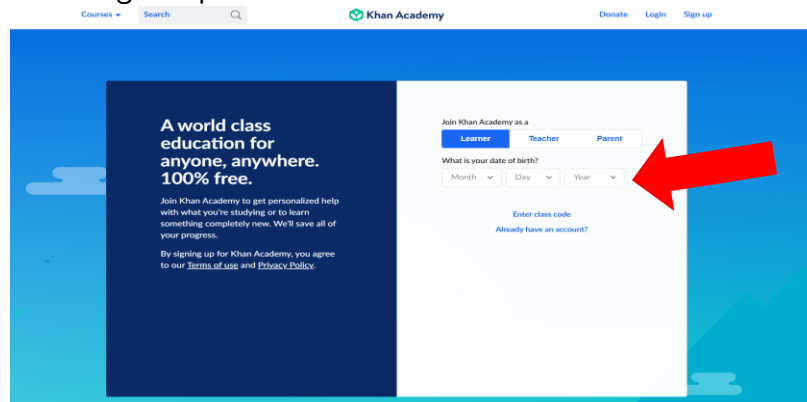 Courses
Search
Khan Academy
Donate
Login
Sign up
A world class
education for
anyone, anywhere.
100% free.
Join Khan Academy to get personalized help
with what you're studying or to learn
something completely new. We'll save all of
your progress.
By signing up for Khan Academy, you agree
to our Terms of use and Privacy Policy.
Join Khan Academy as a
Learner
Teacher
Parent
What is your date of birth?
Month
Day
Year
Enter class code
Already have an account?